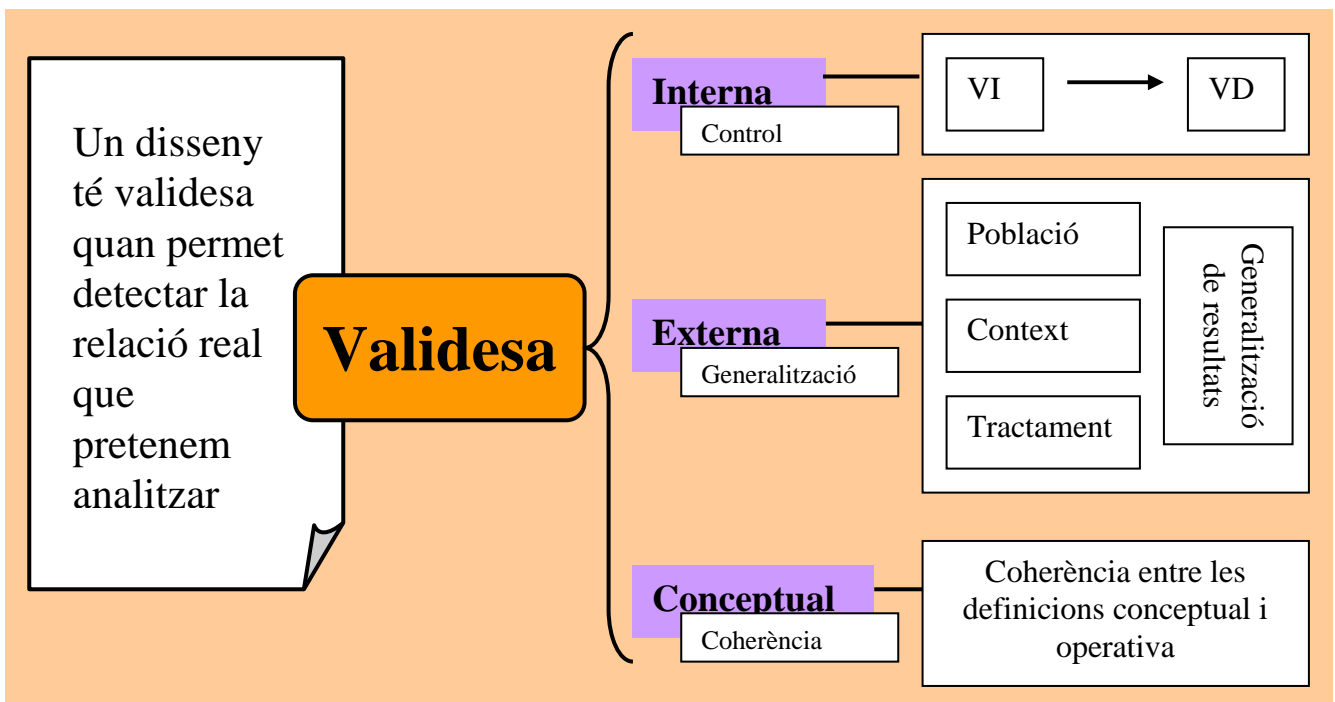 Un disseny
té validesa
quan permet
detectar la
relació real
que
pretenem
analitzar
Validesa
Interna
Control
VI
VD
Externa
Generalització
Població
Context
Tractament
Generalització
de resultats
Conceptual
Coherència
Coherència entre les
definicions conceptual i
operativa